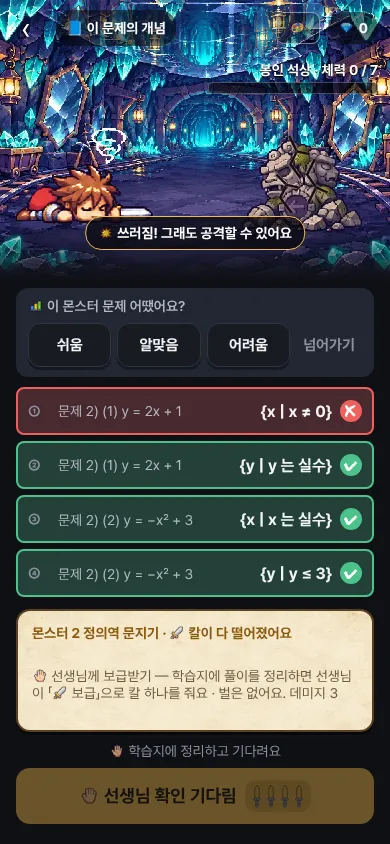 이 문제의 개념
0
봉인 석상 · 체력 0 / 7
쓰러짐! 그래도 공격할 수 있어요
이 몬스터 문제 어땠어요?
쉬움
알맞음
어려움
넘어가기
① 문제 2) (1) y = 2x + 1 {x | x ≠ 0}
② 문제 2) (1) y = 2x + 1 {y | y 는 실수}
③ 문제 2) (2) y = −x² + 3 {x | x 는 실수}
④ 문제 2) (2) y = −x² + 3 {y | y ≤ 3}
몬스터 2 정의역 문지기 · 🗡️ 칼이 다 떨어졌어요
✋ 선생님께 보급받기 — 학습지에 풀이를 정리하면 선생님
이 「🗡️ 보급」으로 칼 하나를 줘요 · 벌은 없어요. 데미지 3
✋ 학습지에 정리하고 기다려요
✋ 선생님 확인 기다림